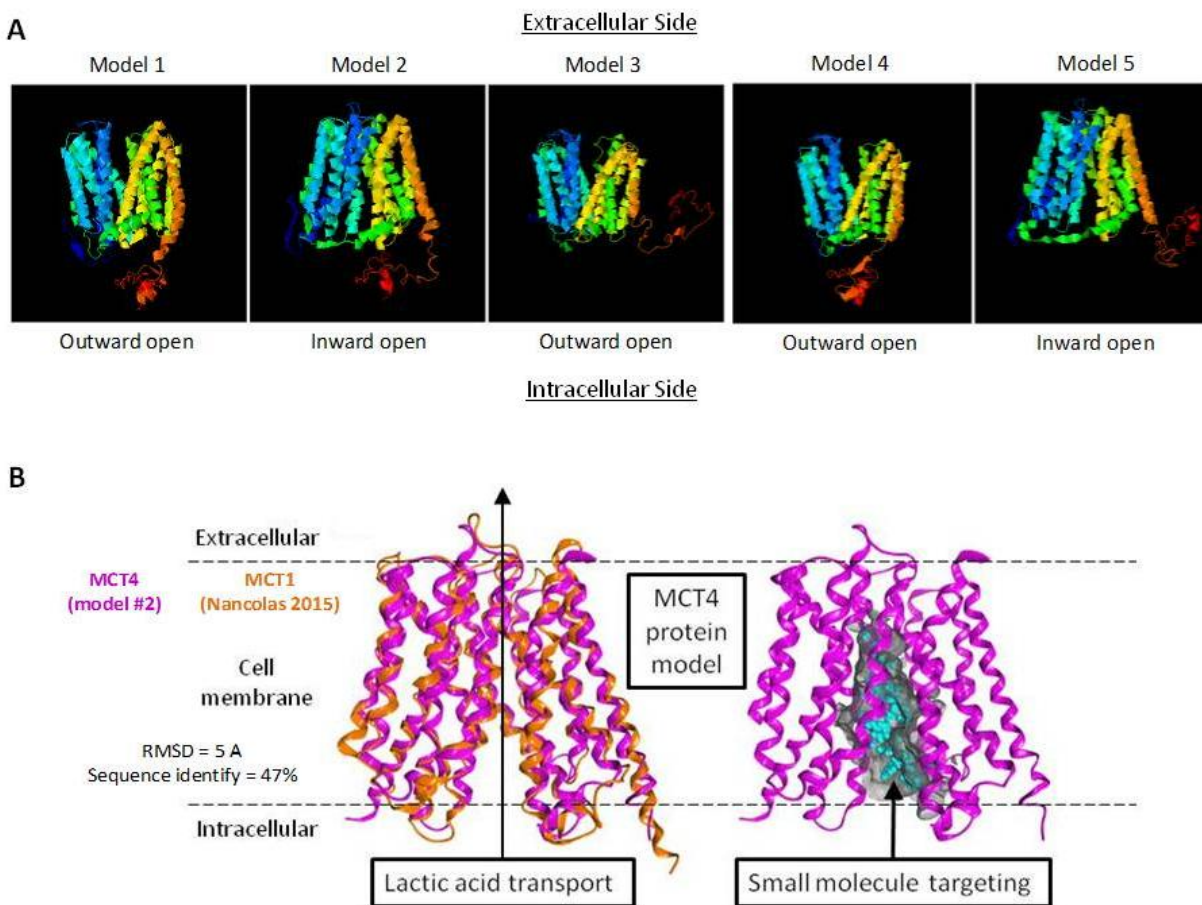 Extracellular Side
A
Model 1 Model 2 Model 3 Model 4 Model 5
Outward open Inward open Outward open Outward open Inward open
Intracellular Side
B
Extracellular
MCT4 MCT1
(model #2) (Nancolas 2015)
MCT4
protein
model
Cell
membrane
RMSD = 5 A
Sequence identify = 47%
Intracellular
Lactic acid transport Small molecule targeting